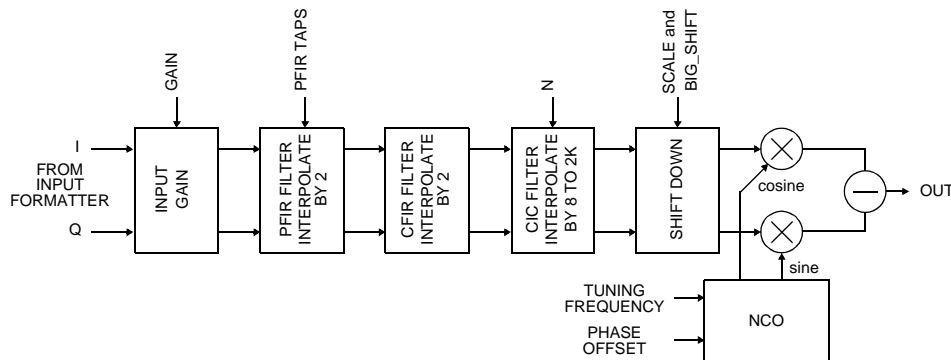 GAIN
PFIR TAPS
N
SCALE and
BIG_SHIFT
I
FROM
INPUT
FORMATTER
Q
INPUT
GAIN
PFIR FILTER
INTERPOLATE
BY 2
CFIR FILTER
INTERPOLATE
BY 2
CIC FILTER
INTERPOLATE
BY 8 TO 2K
SHIFT DOWN
cosine
sine
OUT
TUNING
FREQUENCY
PHASE
OFFSET
NCO